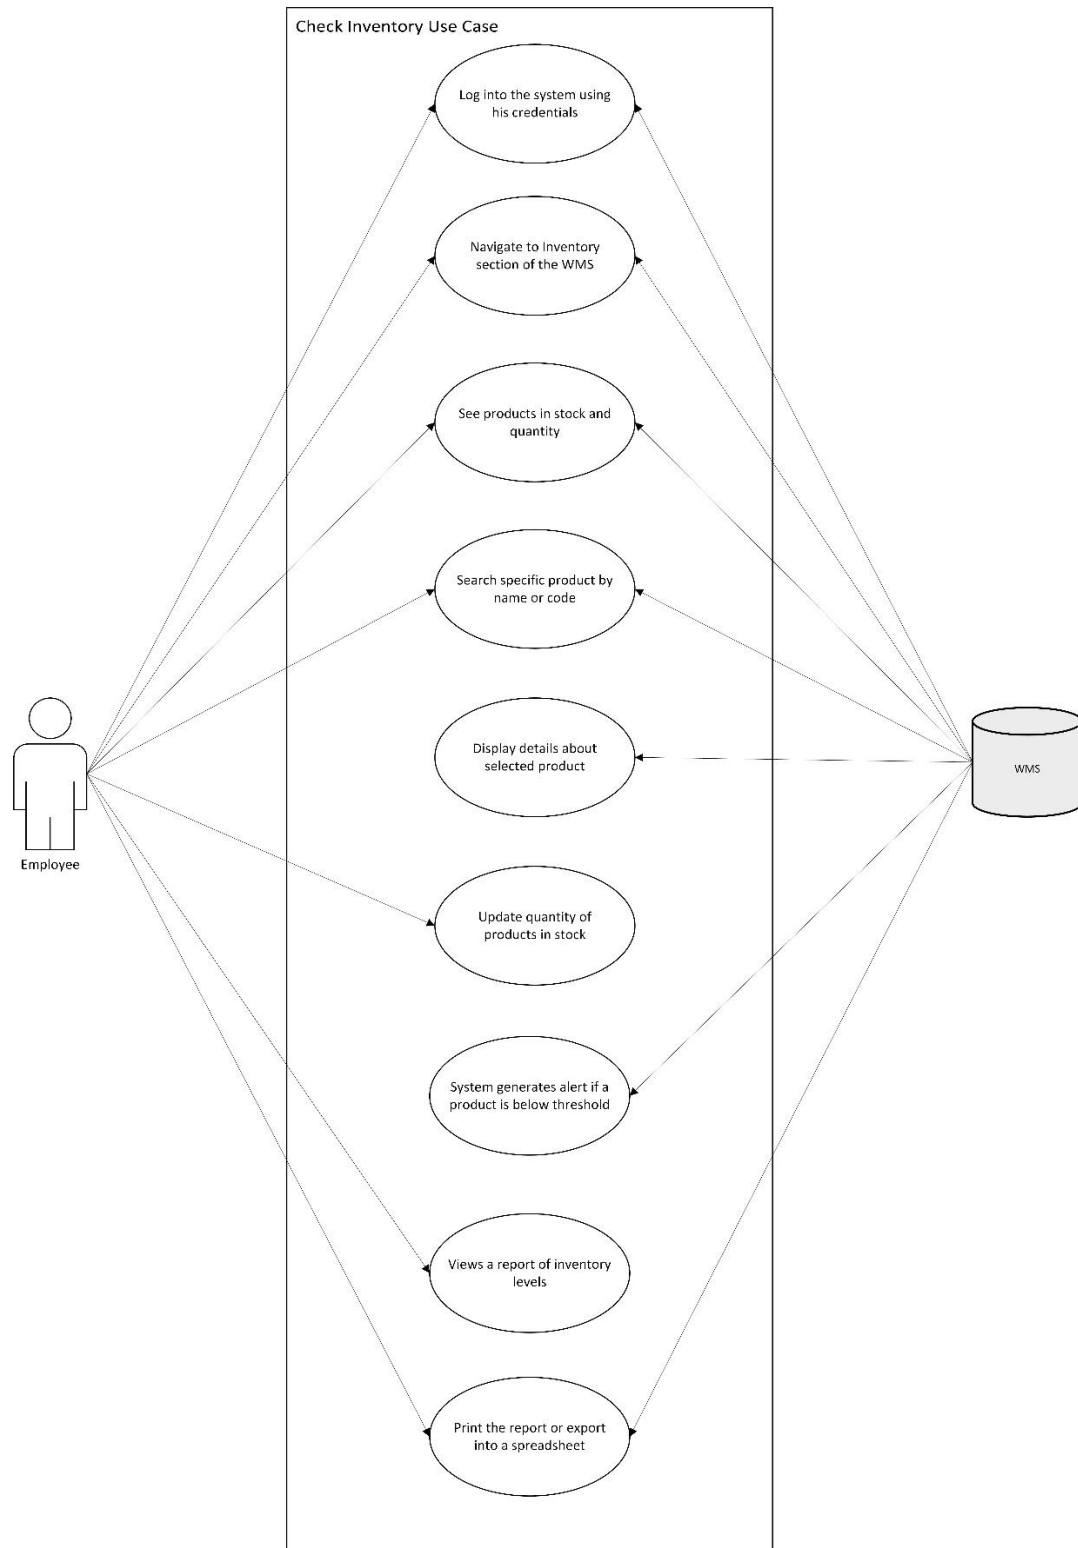 Check Inventory Use Case
Log into the system using
his credentials
Navigate to Inventory
section of the WMS
See products in stock and
quantity
Search specific product by
name or code
Display details about
selected product
WMS
Employee
Update quantity of
products in stock
System generates alert if a
product is below threshold
Views a report of inventory
levels
Print the report or export
into a spreadsheet